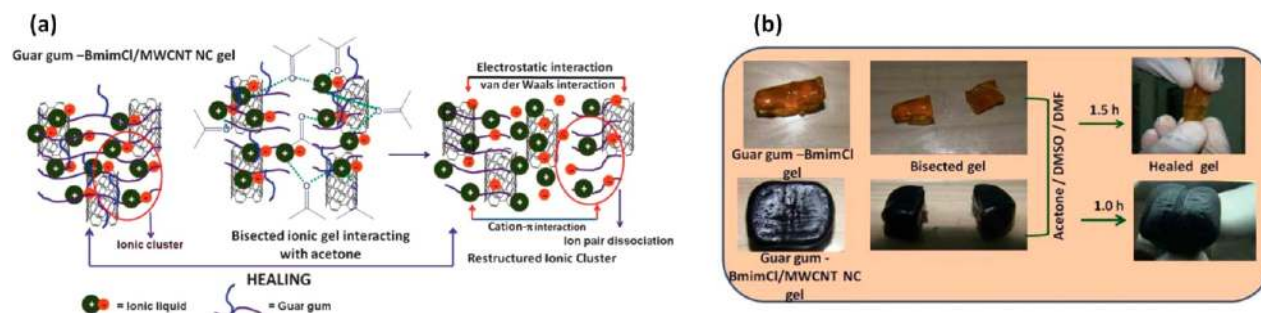 (a)
Guar gum –BmimCl/MWCNT NC gel
Ionic cluster
Bisected ionic gel interacting
with acetone
HEALING
Electrostatic interaction
van der Waals interaction
Cation-π interaction
Ion pair dissociation
Restructured Ionic Cluster
= Ionic liquid
= Guar gum
(b)
Guar gum –BmimCl
gel
Bisected gel
Acetone / DMSO / DMF
1.5 h
Healed gel
1.0 h
Guar gum -
BmimCl/MWCNT NC
gel